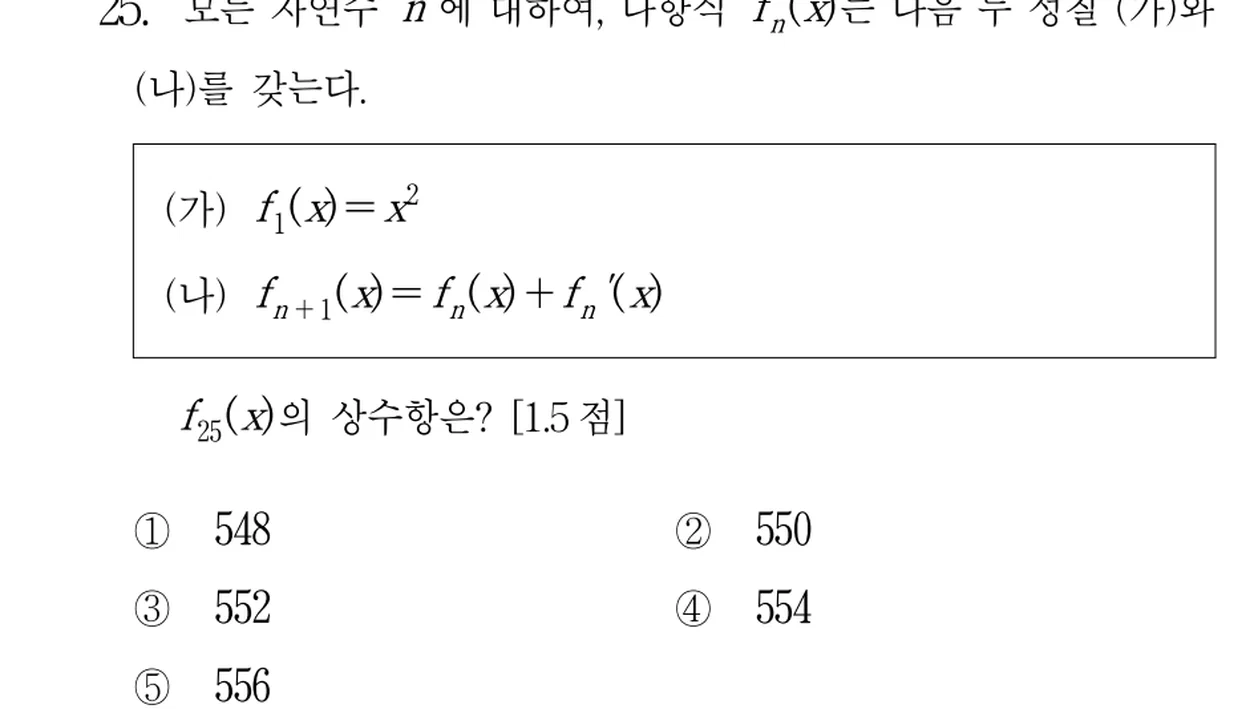 25. 모든 자연수 n에 대하여, 다항식 fₙ(x)는 다음 두 성질 (가)와
(나)를 갖는다.
(가) f₁(x)=x²
(나) fₙ₊₁(x)=fₙ(x)+fₙ′(x)
f₂₅(x)의 상수항은? [1.5점]
① 548 ② 550
③ 552 ④ 554
⑤ 556